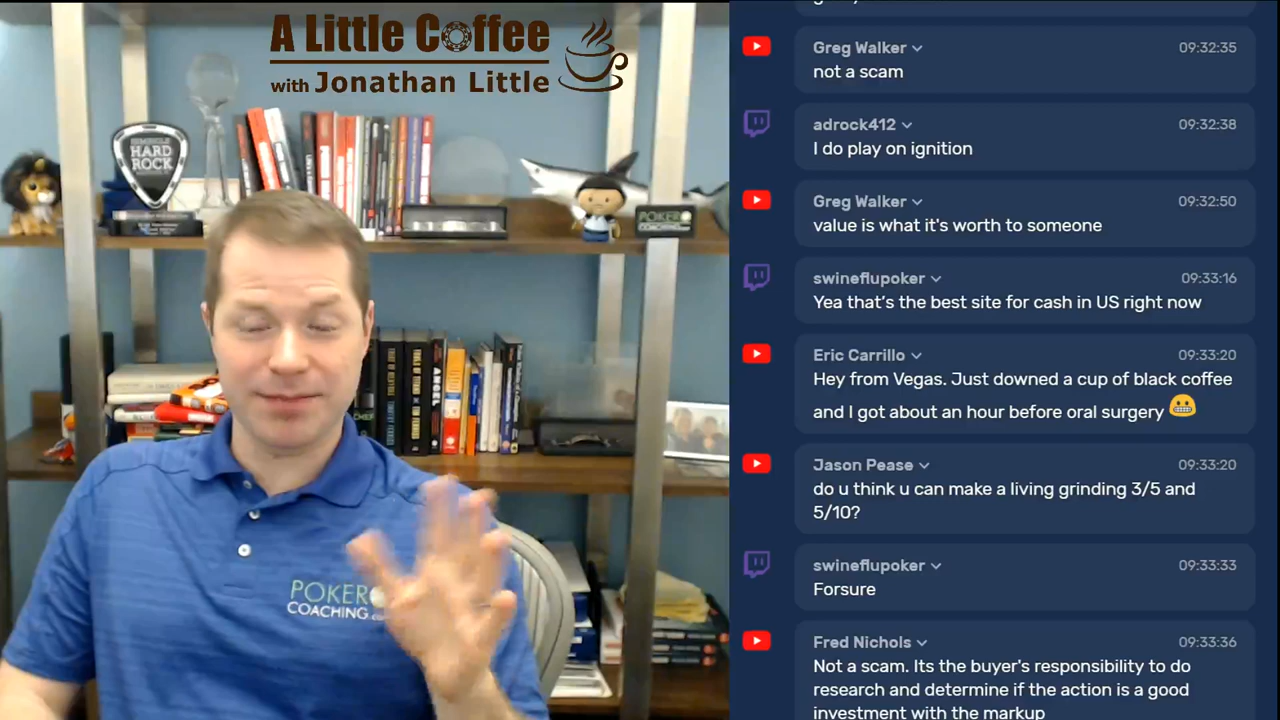 A Little Coffee
with Jonathan Little
HARD
ROCK
POKER
COACHING
POKER
COACHING.co
ANGEL
Greg Walker 09:32:35
not a scam
adrock412 09:32:38
I do play on ignition
Greg Walker 09:32:50
value is what it's worth to someone
swineflupoker 09:33:16
Yea that's the best site for cash in US right now
Eric Carrillo 09:33:20
Hey from Vegas. Just downed a cup of black coffee
and I got about an hour before oral surgery 😬
Jason Pease 09:33:20
do u think u can make a living grinding 3/5 and
5/10?
swineflupoker 09:33:33
Forsure
Fred Nichols 09:33:36
Not a scam. Its the buyer's responsibility to do
research and determine if the action is a good
investment with the markup